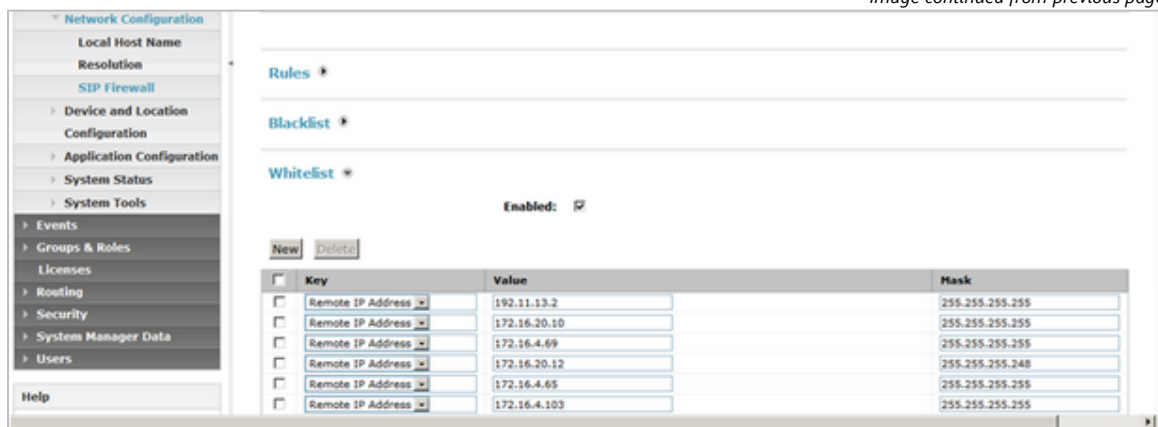 Image continued from previous page
Network Configuration
Local Host Name
Resolution
SIP Firewall
Device and Location
Configuration
Application Configuration
System Status
System Tools
Events
Groups & Roles
Licenses
Routing
Security
System Manager Data
Users
Help
Rules
Blacklist
Whitelist
Enabled:
New Delete
Key Value Mask
Remote IP Address 192.11.13.2 255.255.255.255
Remote IP Address 172.16.20.10 255.255.255.255
Remote IP Address 172.16.4.69 255.255.255.255
Remote IP Address 172.16.20.12 255.255.255.248
Remote IP Address 172.16.4.65 255.255.255.255
Remote IP Address 172.16.4.103 255.255.255.255